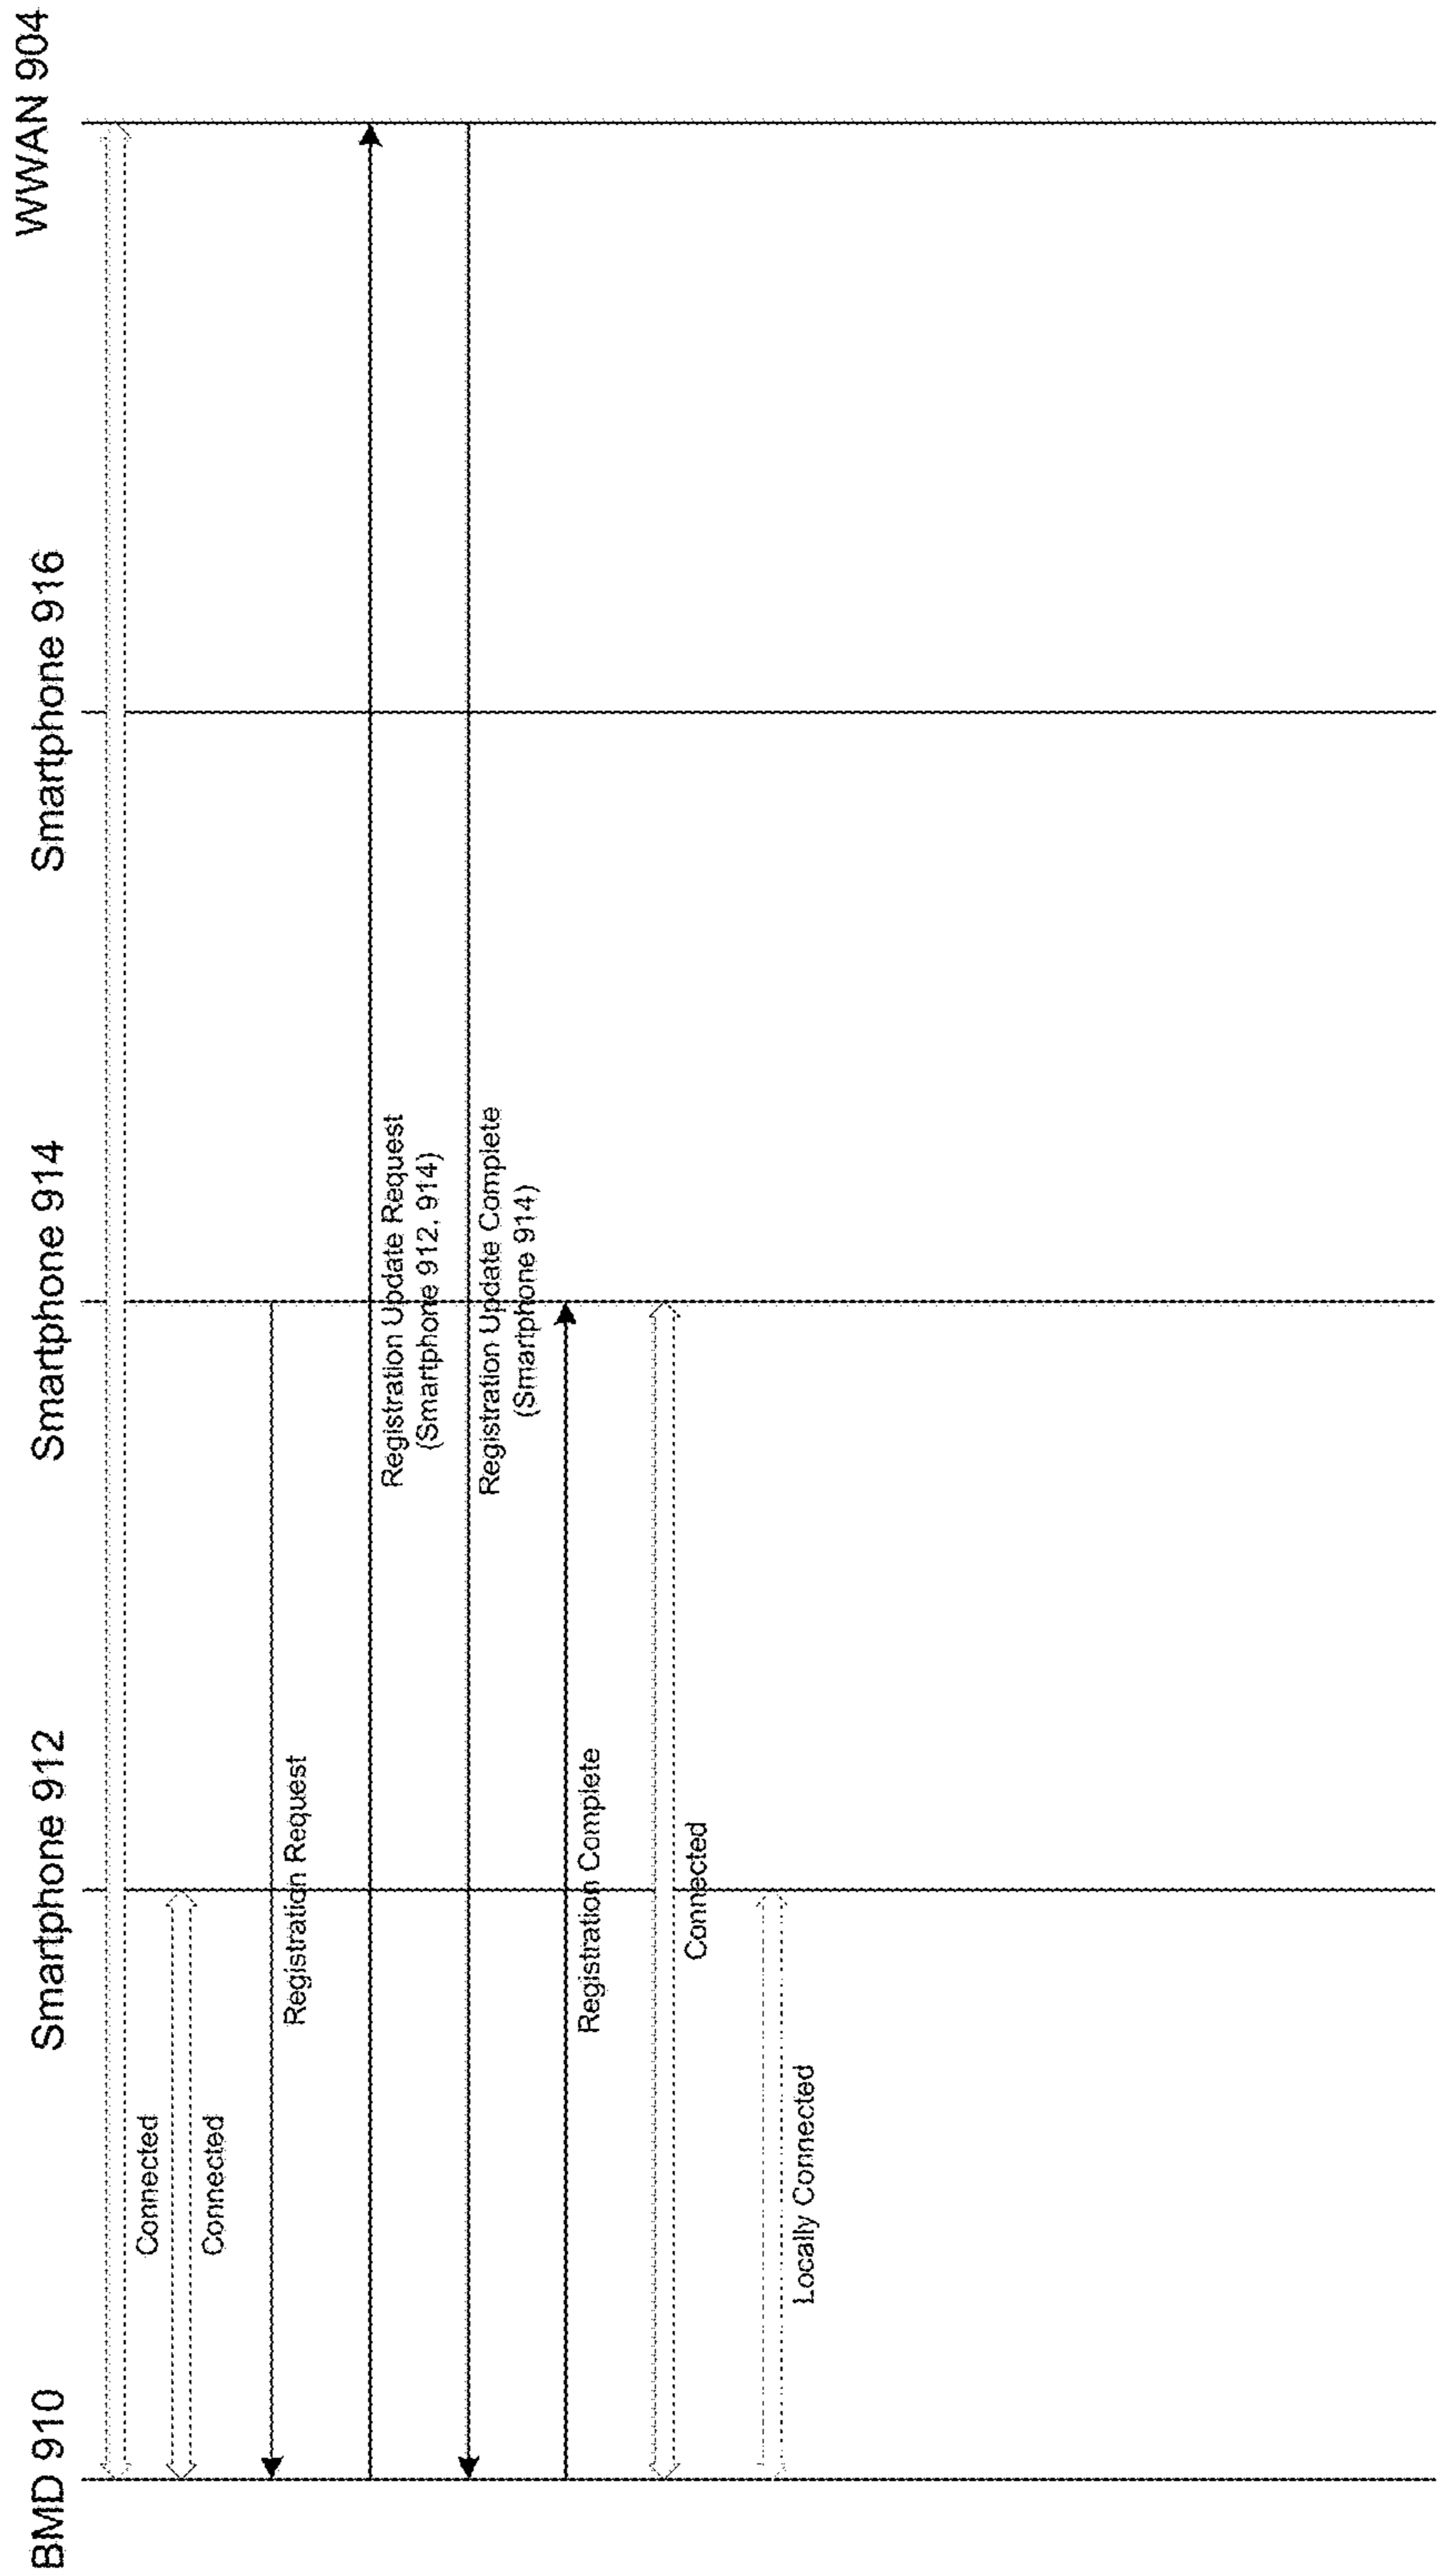 BMD 910
Smartphone 912
Smartphone 914
Smartphone 916
WWAN 904
Connected
Connected
Registration Request
Registration Update Request
(Smartphone 912, 914)
Registration Update Complete
(Smartphone 914)
Registration Complete
Connected
Locally Connected